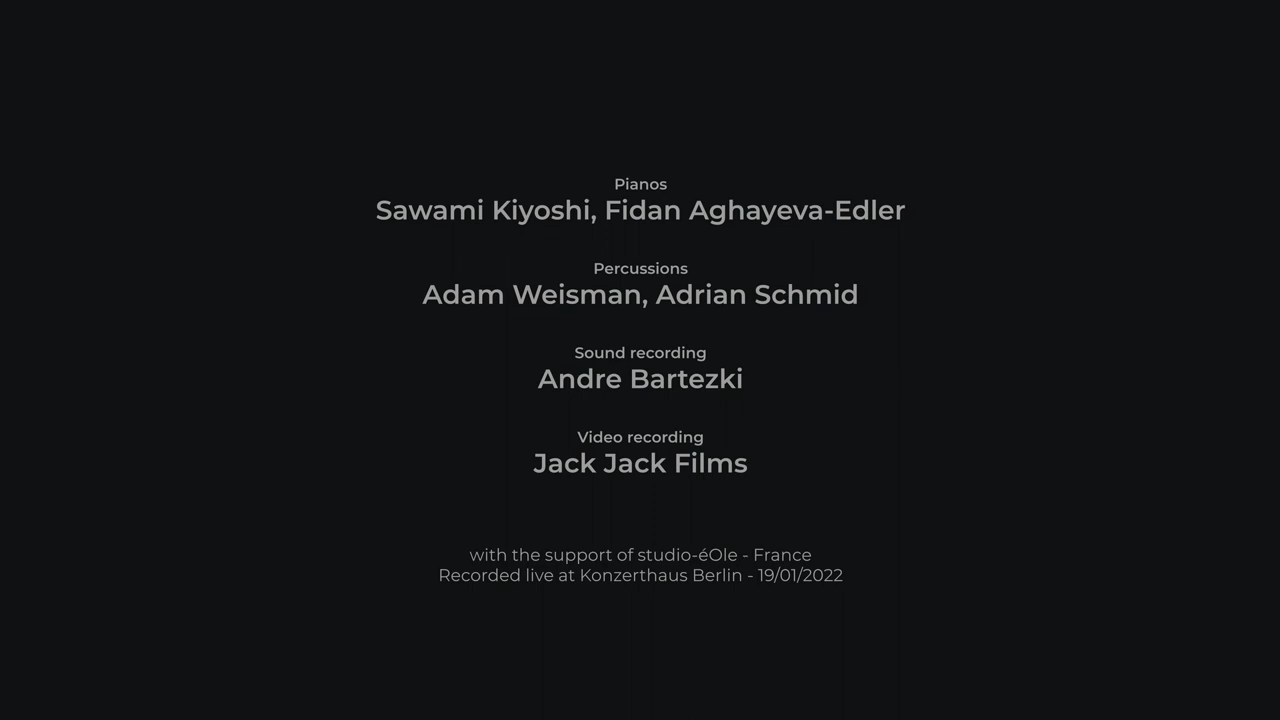 Pianos
Sawami Kiyoshi, Fidan Aghayeva-Edler
Percussions
Adam Weisman, Adrian Schmid
Sound recording
Andre Bartezki
Video recording
Jack Jack Films
with the support of studio-éOle - France
Recorded live at Konzerthaus Berlin - 19/01/2022